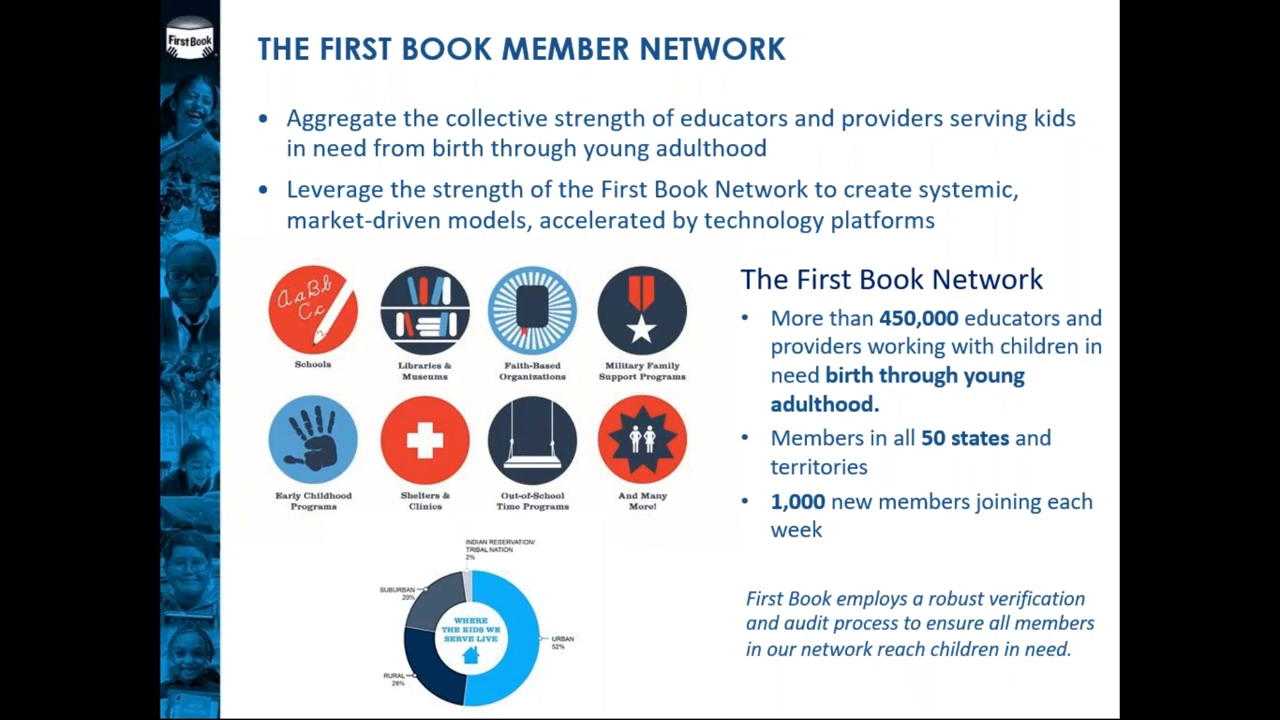 First Book
THE FIRST BOOK MEMBER NETWORK
• Aggregate the collective strength of educators and providers serving kids
in need from birth through young adulthood
• Leverage the strength of the First Book Network to create systemic,
market-driven models, accelerated by technology platforms
AaBb
Cc
Schools
Libraries &
Museums
Faith-Based
Organizations
Military Family
Support Programs
Early Childhood
Programs
Shelters &
Clinics
Out-of-School
Time Programs
And Many
More!
The First Book Network
• More than 450,000 educators and
providers working with children in
need birth through young
adulthood.
• Members in all 50 states and
territories
• 1,000 new members joining each
week
INDIAN RESERVATION/
TRIBAL NATION
2%
SUBURBAN
20%
WHERE
THE KIDS WE
SERVE LIVE
URBAN
52%
RURAL
26%
First Book employs a robust verification
and audit process to ensure all members
in our network reach children in need.